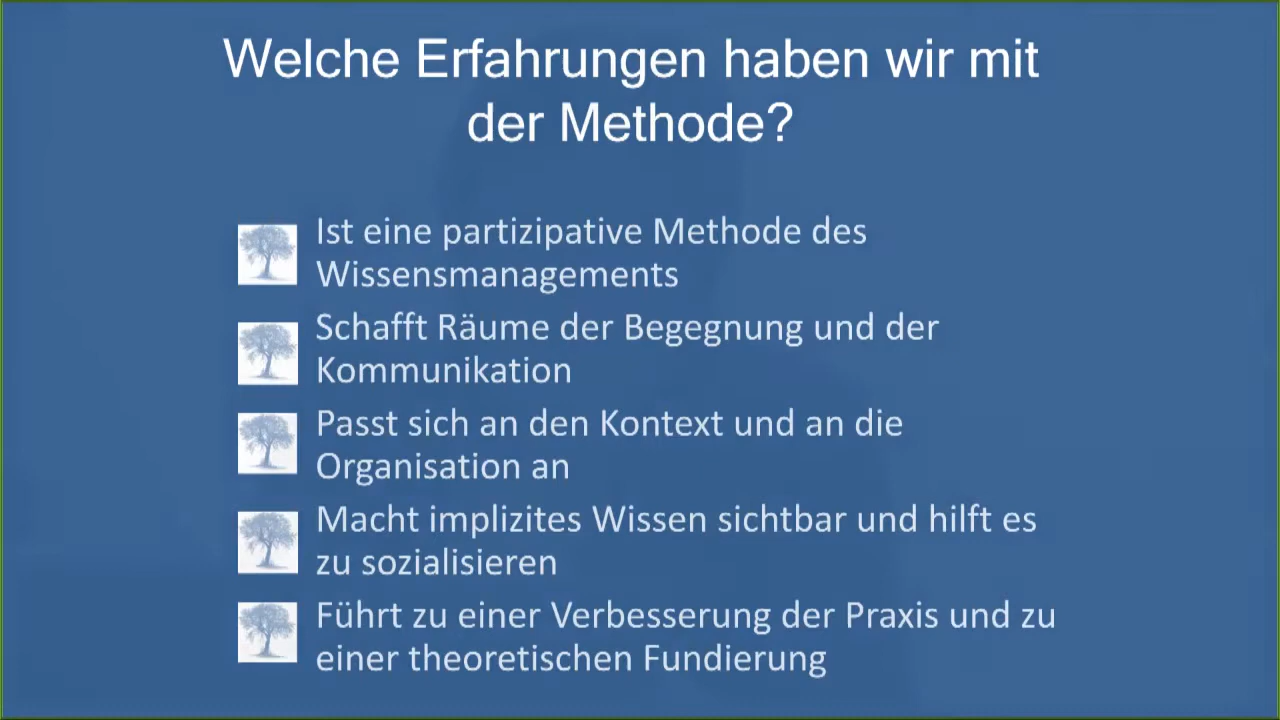 Welche Erfahrungen haben wir mit
der Methode?
Ist eine partizipative Methode des
Wissensmanagements
Schafft Räume der Begegnung und der
Kommunikation
Passt sich an den Kontext und an die
Organisation an
Macht implizites Wissen sichtbar und hilft es
zu sozialisieren
Führt zu einer Verbesserung der Praxis und zu
einer theoretischen Fundierung